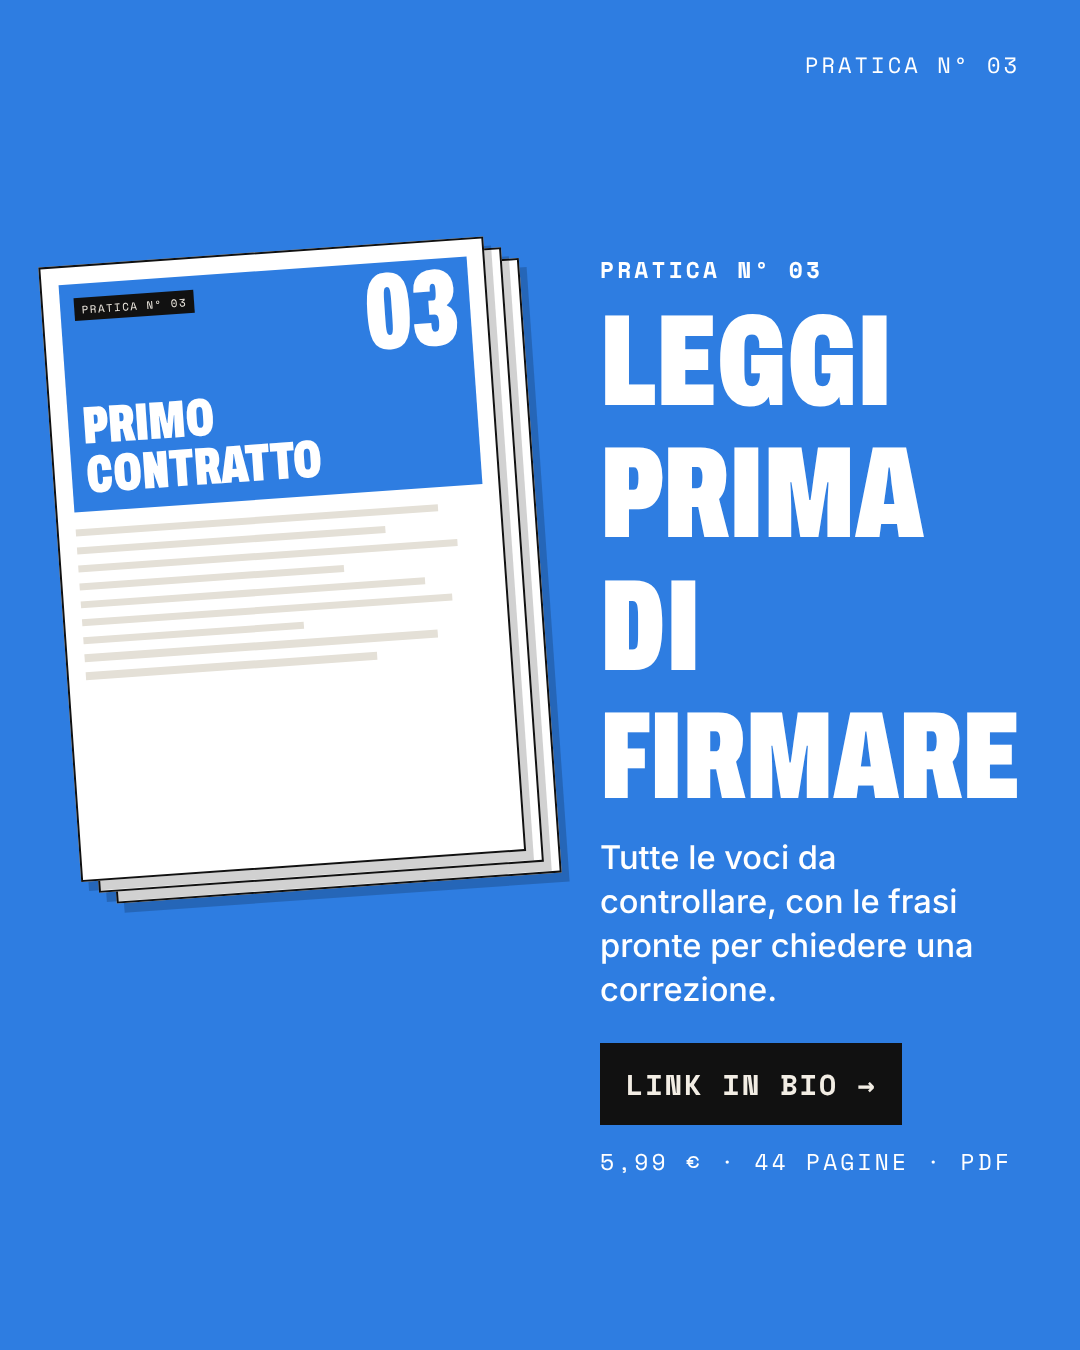 PRATICA N° 03
PRATICA N° 03
03
PRIMO
CONTRATTO
PRATICA N° 03
LEGGI
PRIMA
DI
FIRMARE
Tutte le voci da
controllare, con le frasi
pronte per chiedere una
correzione.
LINK IN BIO →
5,99 € · 44 PAGINE · PDF